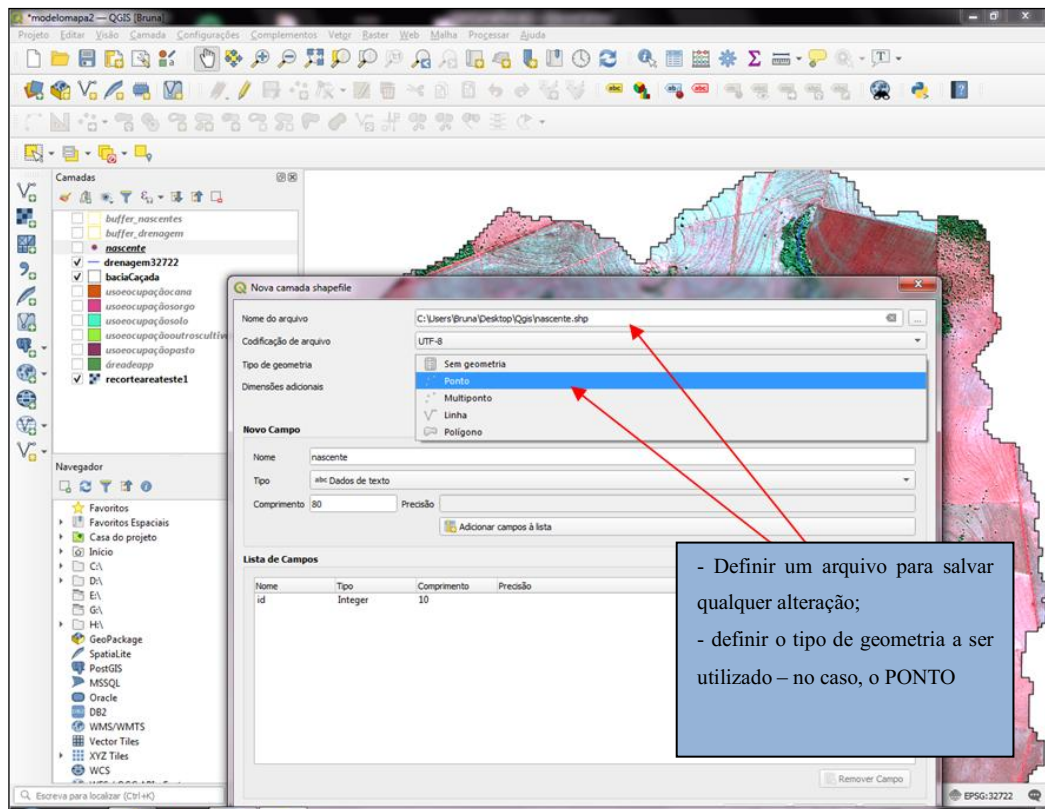 *modelomapa2 — QGIS [Bruna]
Projeto Editar Visão Camada Configurações Complementos Vetor Raster Web Malha Processar Ajuda
Camadas
buffer_nascentes
buffer_drenagem
nascente
drenagem32722
baciaCaçada
usoeocupaçãocana
usoeocupaçãosorgo
usoeocupaçãosolo
usoeocupaçãooutroscultivo
usoeocupaçãopasto
áreadeapp
recorteareateste1
Nova camada shapefile
Nome do arquivo
C:\Users\Bruna\Desktop\Qgis\nascente.shp
Codificação de arquivo
UTF-8
Tipo de geometria
Sem geometria
Dimensões adicionais
Ponto
Multiponto
Linha
Polígono
Novo Campo
Nome
nascente
Tipo
abc Dados de texto
Comprimento 80
Precisão
Adicionar campos à lista
Lista de Campos
Nome Tipo Comprimento Precisão
id Integer 10
Remover Campo
- Definir um arquivo para salvar
qualquer alteração;
- definir o tipo de geometria a ser
utilizado – no caso, o PONTO
Navegador
Favoritos
Favoritos Espaciais
Casa do projeto
Início
C:\
D:\
E:\
G:\
H:\
GeoPackage
SpatiaLite
PostGIS
MSSQL
Oracle
DB2
WMS/WMTS
Vector Tiles
XYZ Tiles
WCS
Escreva para localizar (Ctrl+K)
EPSG:32722